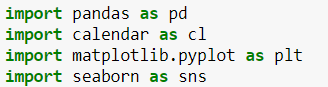 import pandas as pd
import calendar as cl
import matplotlib.pyplot as plt
import seaborn as sns